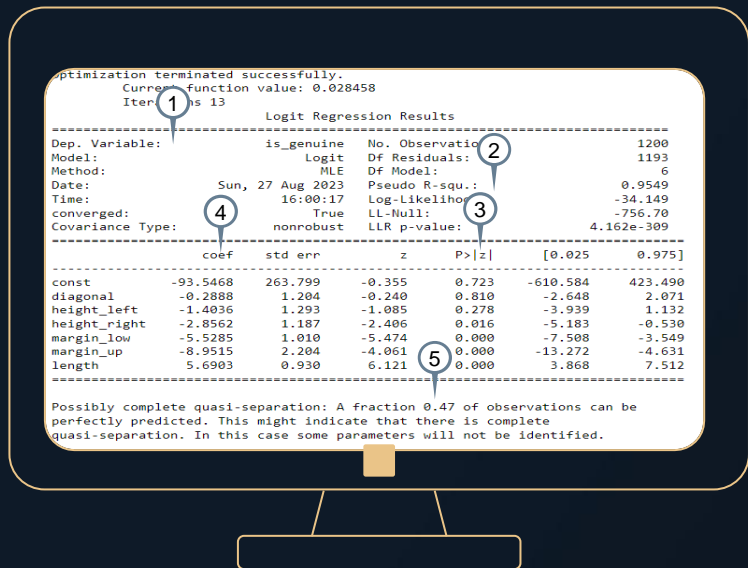 optimization terminated successfully.
Current function value: 0.028458
1
Logit Regression Results
Dep. Variable: is_genuine No. 1200
2
Model: Logit Df Residuals: 1193
Method: MLE Df Model: 6
Date: Sun, 27 Aug 2023 Pseudo R-squ.: 0.9549
Time: 16:00:17 -34.149
4 3
converged: True LL-Null: -756.70
Covariance Type: nonrobust LLR p-value: 4.162e-309
coef std err z P>|z| [0.025 0.975]
const -93.5468 263.799 -0.355 0.723 -610.584 423.490
diagonal -0.2888 1.204 -0.240 0.810 -2.648 2.071
height_left -1.4036 1.293 -1.085 0.278 -3.939 1.132
height_right -2.8562 1.187 -2.406 0.016 -5.183 -0.530
margin_low -5.5285 1.010 -5.474 0.000 -7.508 -3.549
margin_up -8.9515 2.204 -4.061 0.000 -13.272 -4.631
5
length 5.6903 0.930 6.121 0.000 3.868 7.512
Possibly complete quasi-separation: A fraction 0.47 of observations can be
perfectly predicted. This might indicate that there is complete
quasi-separation. In this case some parameters will not be identified.